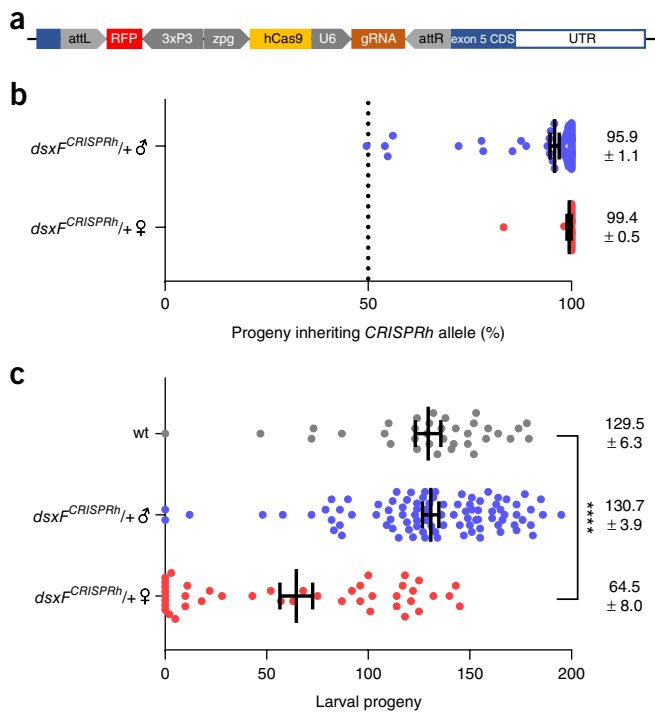 a
attL RFP 3xP3 zpg hCas9 U6 gRNA attR exon 5 CDS UTR
b
dsxF^CRISPRh/+ ♂
95.9
± 1.1
dsxF^CRISPRh/+ ♀
99.4
± 0.5
0 50 100
Progeny inheriting CRISPRh allele (%)
c
wt
129.5
± 6.3
dsxF^CRISPRh/+ ♂
130.7
± 3.9
****
dsxF^CRISPRh/+ ♀
64.5
± 8.0
0 50 100 150 200
Larval progeny